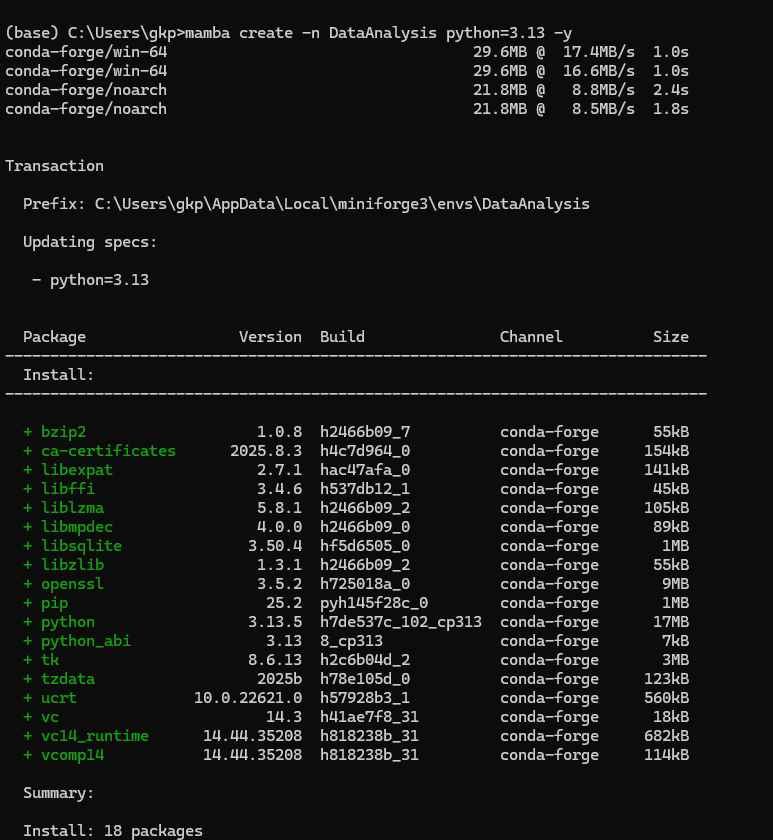 (base) C:\Users\gkp>mamba create -n DataAnalysis python=3.13 -y
conda-forge/win-64                                  29.6MB @  17.4MB/s  1.0s
conda-forge/win-64                                  29.6MB @  16.6MB/s  1.0s
conda-forge/noarch                                  21.8MB @   8.8MB/s  2.4s
conda-forge/noarch                                  21.8MB @   8.5MB/s  1.8s
Transaction
  Prefix: C:\Users\gkp\AppData\Local\miniforge3\envs\DataAnalysis
  Updating specs:
   - python=3.13
  Package                 Version  Build               Channel          Size
  Install:
  + bzip2                   1.0.8  h2466b09_7          conda-forge      55kB
  + ca-certificates      2025.8.3  h4c7d964_0          conda-forge     154kB
  + libexpat                2.7.1  hac47afa_0          conda-forge     141kB
  + libffi                  3.4.6  h537db12_1          conda-forge      45kB
  + liblzma                 5.8.1  h2466b09_2          conda-forge     105kB
  + libmpdec                4.0.0  h2466b09_0          conda-forge      89kB
  + libsqlite              3.50.4  hf5d6505_0          conda-forge       1MB
  + libzlib                 1.3.1  h2466b09_2          conda-forge      55kB
  + openssl                 3.5.2  h725018a_0          conda-forge       9MB
  + pip                      25.2  pyh145f28c_0        conda-forge       1MB
  + python                 3.13.5  h7de537c_102_cp313  conda-forge      17MB
  + python_abi               3.13  8_cp313             conda-forge       7kB
  + tk                     8.6.13  h2c6b04d_2          conda-forge       3MB
  + tzdata                  2025b  h78e105d_0          conda-forge     123kB
  + ucrt             10.0.22621.0  h57928b3_1          conda-forge     560kB
  + vc                       14.3  h41ae7f8_31         conda-forge      18kB
  + vc14_runtime      14.44.35208  h818238b_31         conda-forge     682kB
  + vcomp14           14.44.35208  h818238b_31         conda-forge     114kB
  Summary:
  Install: 18 packages